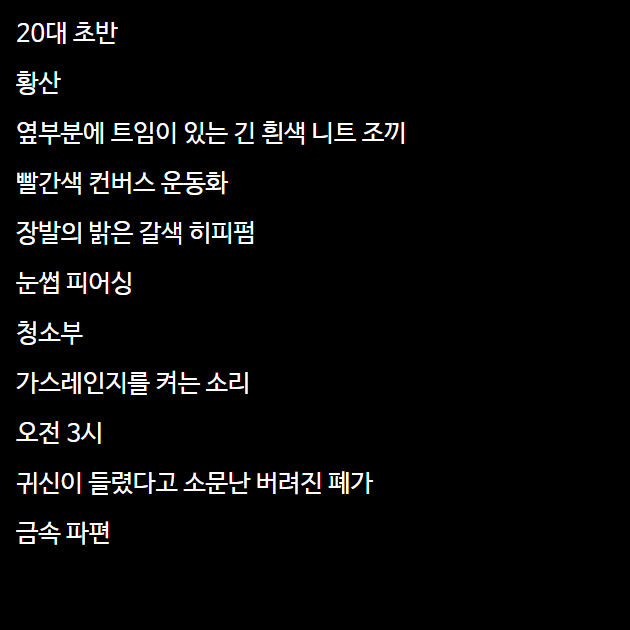 20대 초반
황산
옆부분에 트임이 있는 긴 흰색 니트 조끼
빨간색 컨버스 운동화
장발의 밝은 갈색 히피펌
눈썹 피어싱
청소부
가스레인지를 켜는 소리
오전 3시
귀신이 들렸다고 소문난 버려진 폐가
금속 파편